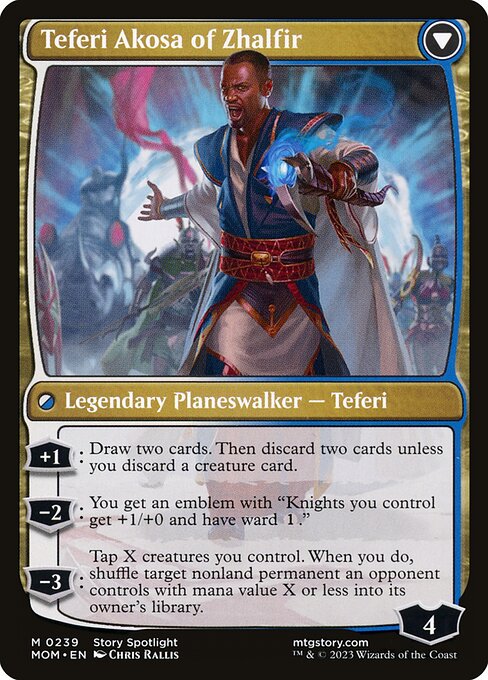 Teferi Akosa of Zhalfir
Legendary Planeswalker — Teferi
+1: Draw two cards. Then discard two cards unless
you discard a creature card.
−2: You get an emblem with “Knights you control
get +1/+0 and have ward 1.”
−3: Tap X creatures you control. When you do,
shuffle target nonland permanent an opponent
controls with mana value X or less into its
owner’s library.
4
M 0239 Story Spotlight mtgstory.com
MOM • EN Chris Rallis ™ & © 2023 Wizards of the Coast